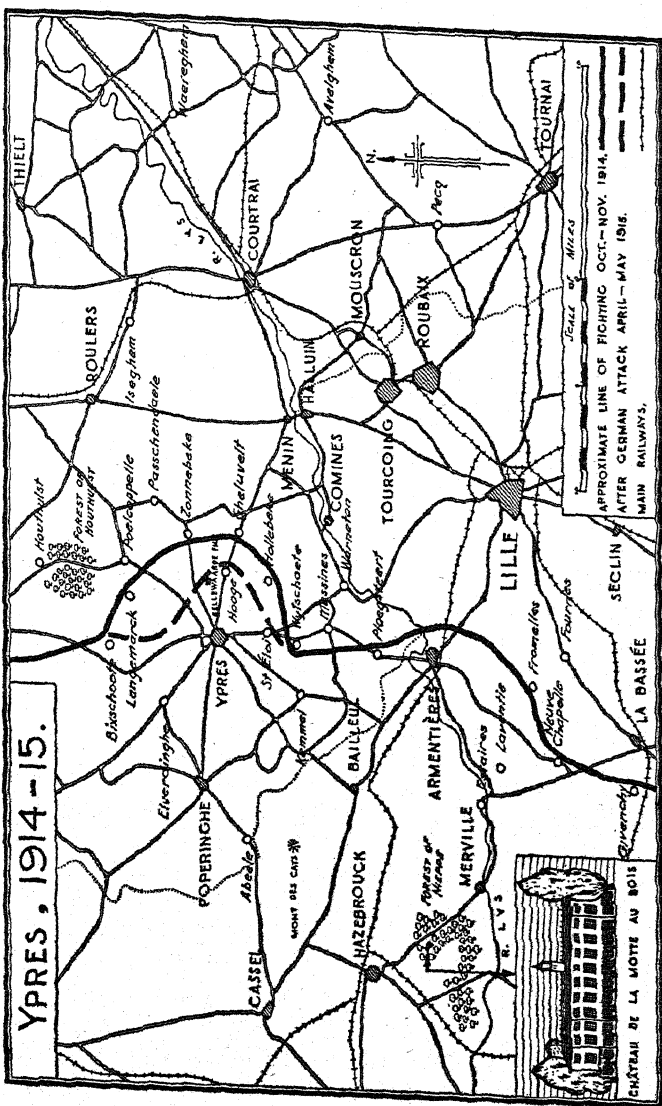 YPRES, 1914-15.
THIELT
Waereghem
Avelghem
N.
TOURNAI
R. LYS
COURTRAI
Pecq
ROULERS
Iseghem
MOUSCRON
ROUBAIX
HALLUIN
MENIN
TOURCOING
COMINES
Houthulst
FOREST OF HOUTHULST
Poelcappelle
Passchendaele
Zonnebeke
Gheluvelt
Hollebeke
Warneton
LILLE
SECLIN
Bixschoote
Langemarck
Hooge
YPRES
St Eloi
Wytschaete
Messines
Ploegsteert
ARMENTIÈRES
Fromelles
Fournes
LA BASSÉE
Elverdinghe
Kemmel
BAILLEUL
Estaires
Laventie
Neuve Chapelle
Givenchy
POPERINGHE
Abeele
MONT DES CATS
HAZEBROUCK
FOREST OF NIEPPE
MERVILLE
R. LYS
CASSEL
CHÂTEAU DE LA MOTTE AU BOIS
SCALE OF MILES
APPROXIMATE LINE OF FIGHTING OCT.-NOV. 1914.
AFTER GERMAN ATTACK APRIL-MAY 1915.
MAIN RAILWAYS.